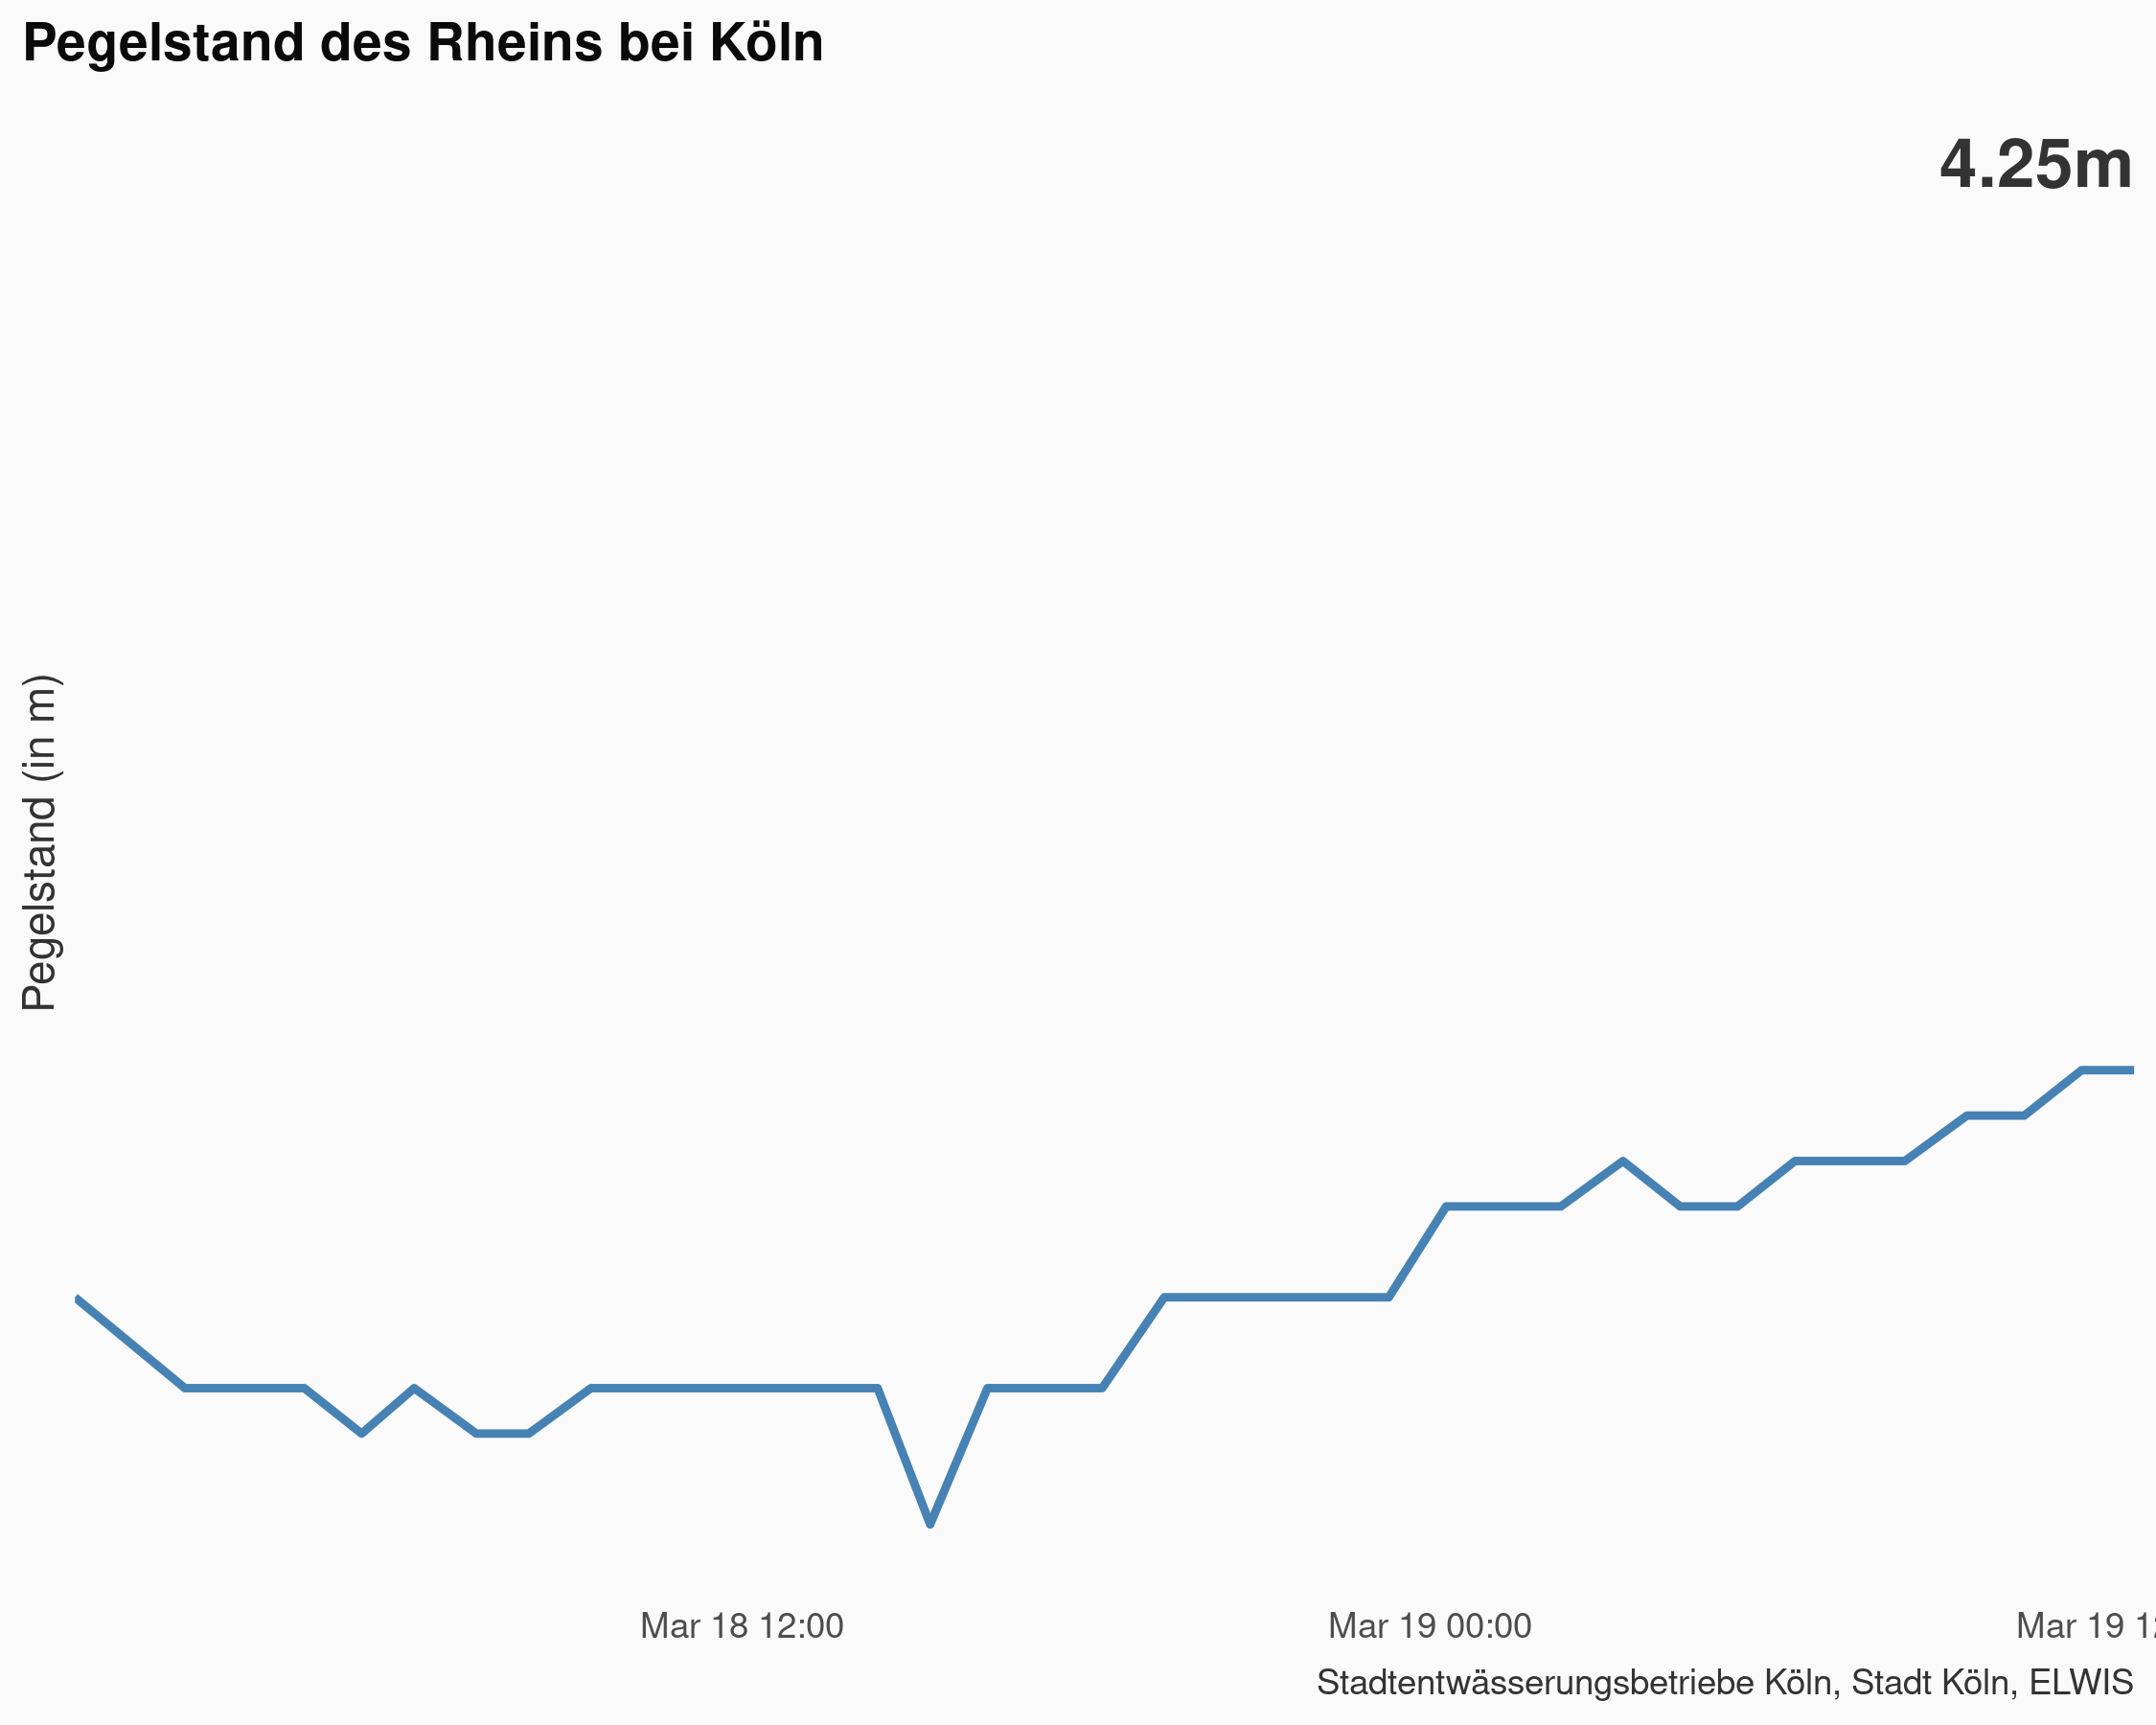 Pegelstand des Rheins bei Köln
4.25m
Pegelstand (in m)
Mar 18 12:00
Mar 19 00:00
Mar 19
Stadtentwässerungsbetriebe Köln, Stadt Köln, ELWIS